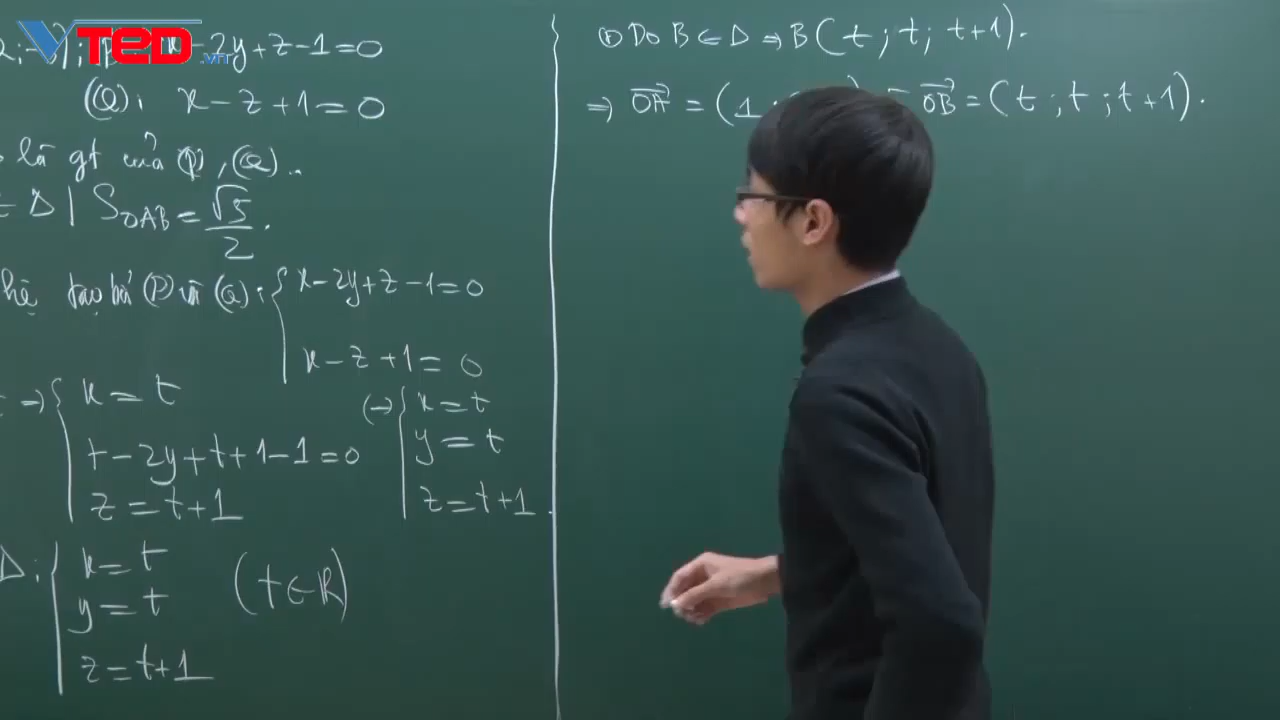 VTED.vn
x-2y+z-1=0
(Q): x-z+1=0
là gt của (P), (Q).
Δ | S_OAB = √5/2.
hệ tạo bởi (P) và (Q): { x-2y+z-1=0
x-z+1=0
=> { x=t
t-2y+t+1-1=0
z=t+1
(→) { x=t
y=t
z=t+1.
Δ: { x=t
y=t
z=t+1
(t∈R)
Do B∈Δ => B(t; t; t+1).
=> OA→ = (1;
OB→ = (t; t; t+1).